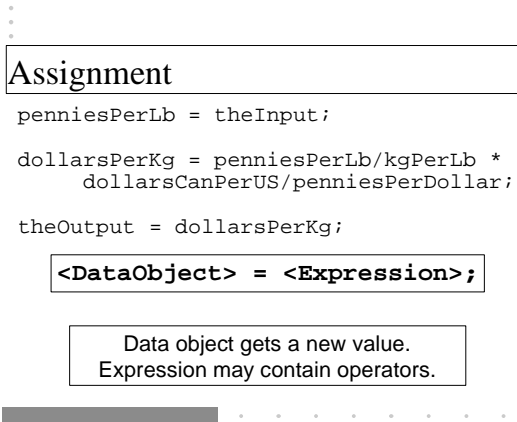 Assignment
penniesPerLb = theInput;
dollarsPerKg = penniesPerLb/kgPerLb *
dollarsCanPerUS/penniesPerDollar;
theOutput = dollarsPerKg;
<DataObject> = <Expression>;
Data object gets a new value.
Expression may contain operators.